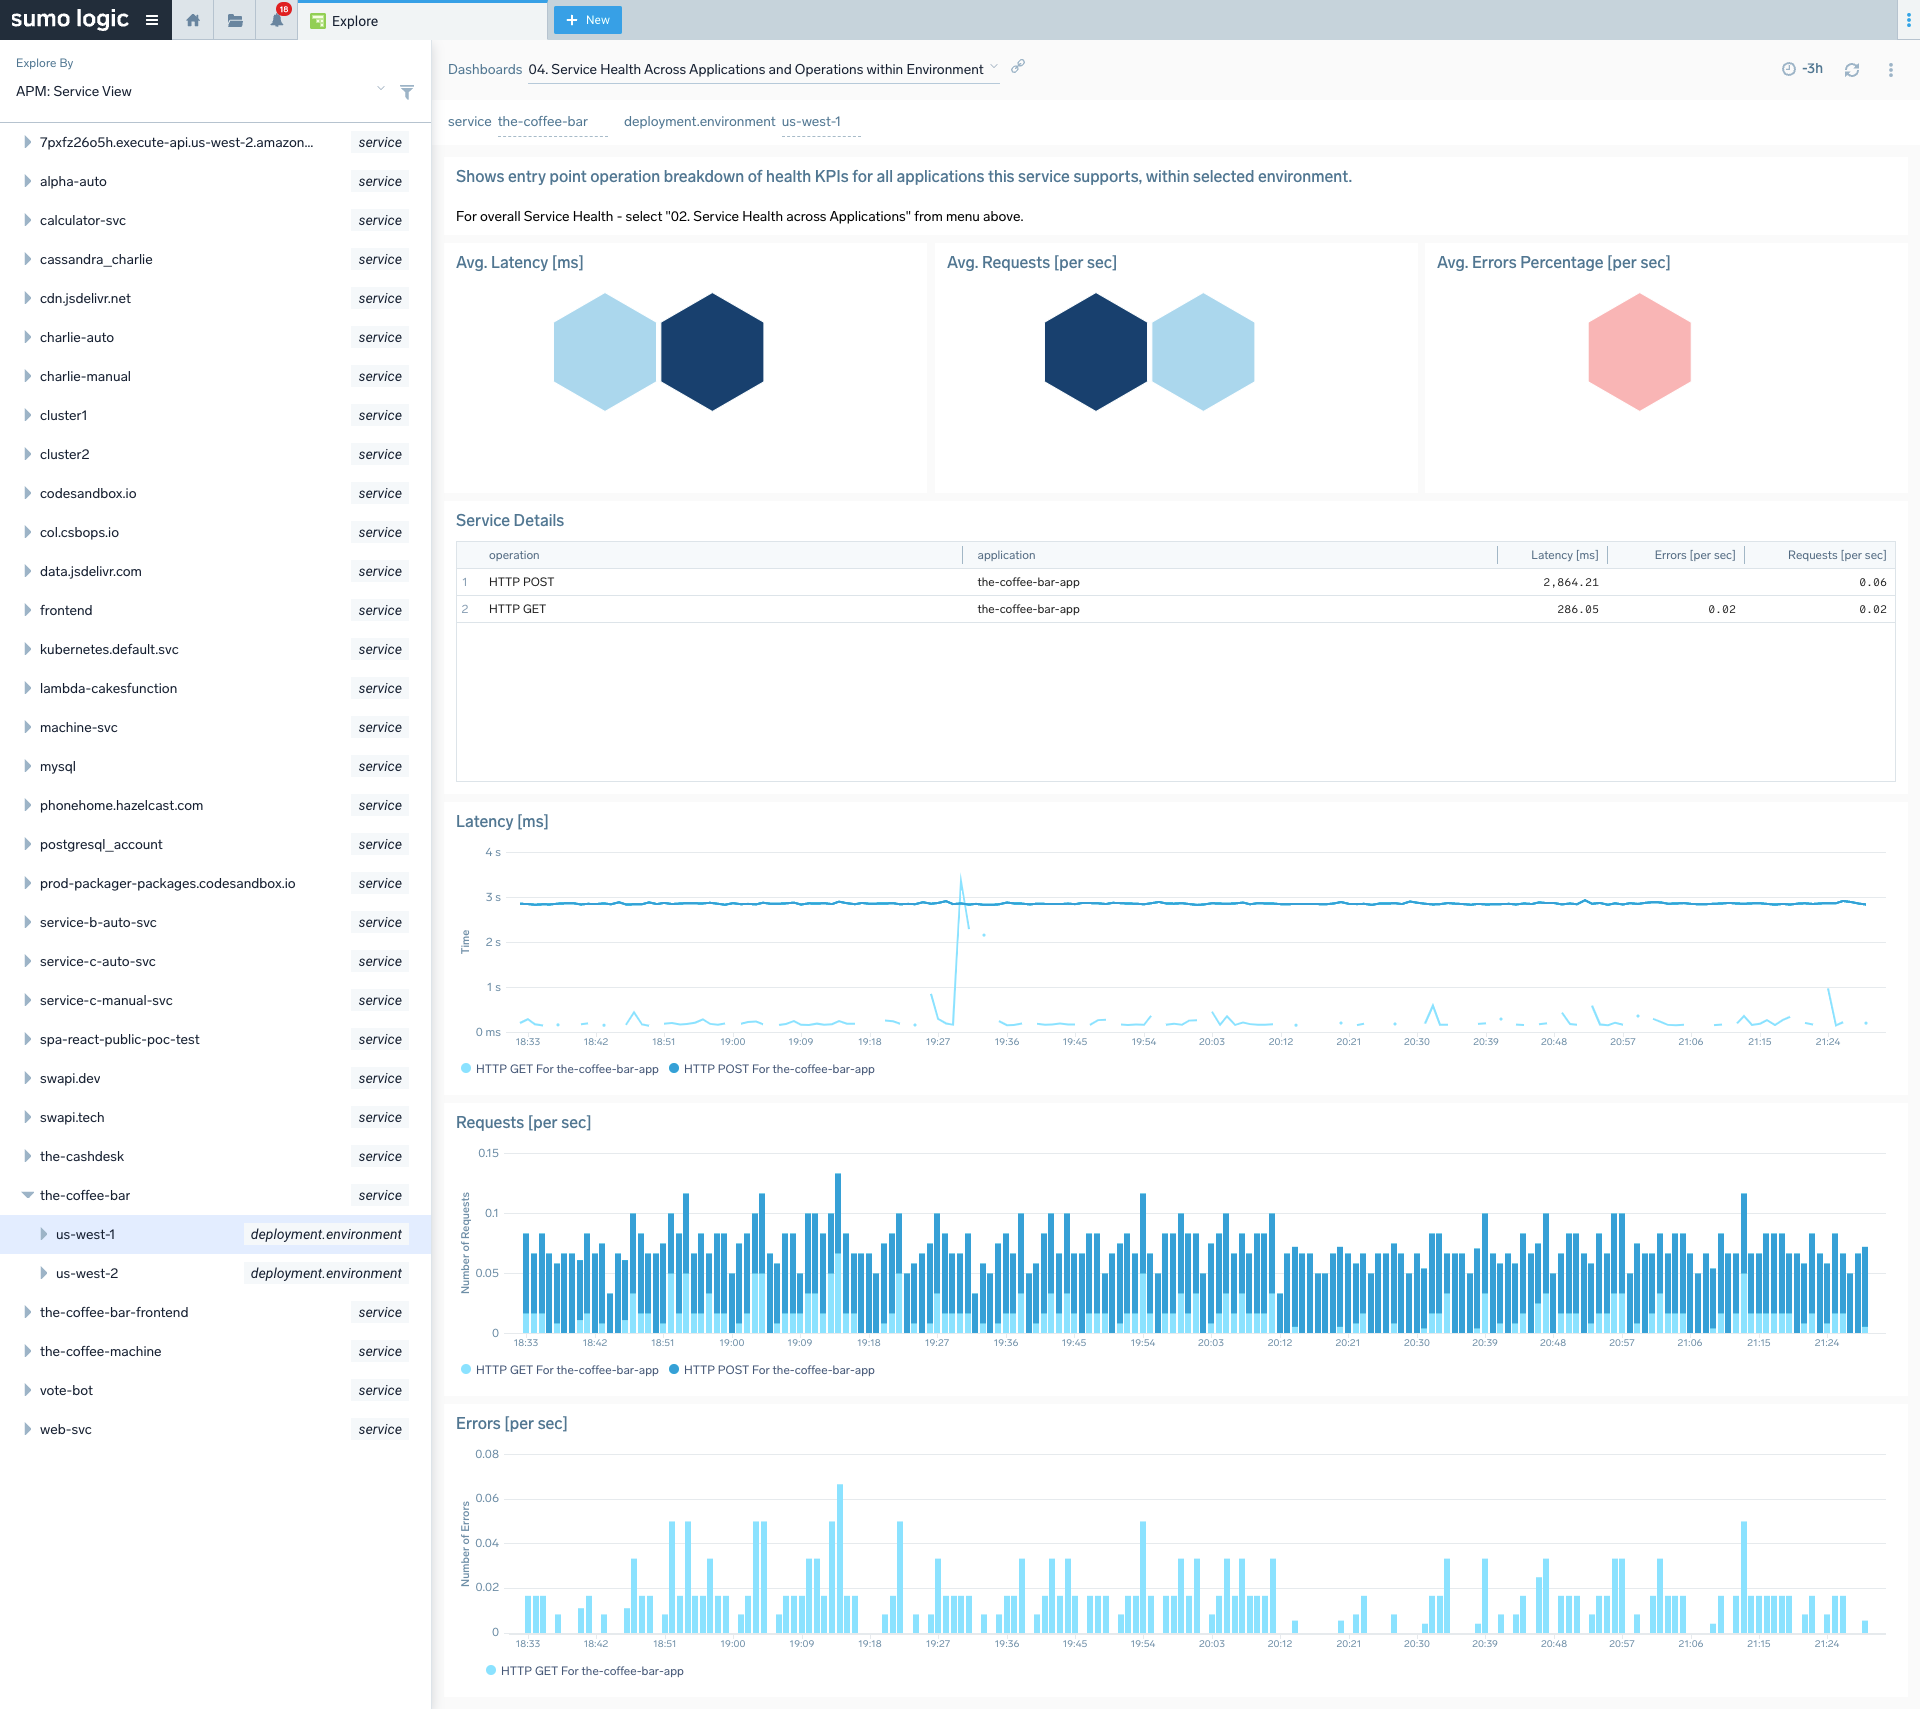 sumo logic
18
Explore
+ New
Explore By
APM: Service View
7pxfz26o5h.execute-api.us-west-2.amazon... service
alpha-auto service
calculator-svc service
cassandra_charlie service
cdn.jsdelivr.net service
charlie-auto service
charlie-manual service
cluster1 service
cluster2 service
codesandbox.io service
col.csbops.io service
data.jsdelivr.com service
frontend service
kubernetes.default.svc service
lambda-cakesfunction service
machine-svc service
mysql service
phonehome.hazelcast.com service
postgresql_account service
prod-packager-packages.codesandbox.io service
service-b-auto-svc service
service-c-auto-svc service
service-c-manual-svc service
spa-react-public-poc-test service
swapi.dev service
swapi.tech service
the-cashdesk service
the-coffee-bar service
us-west-1 deployment.environment
us-west-2 deployment.environment
the-coffee-bar-frontend service
the-coffee-machine service
vote-bot service
web-svc service
Dashboards 04. Service Health Across Applications and Operations within Environment
-3h
service the-coffee-bar deployment.environment us-west-1
Shows entry point operation breakdown of health KPIs for all applications this service supports, within selected environment.
For overall Service Health - select "02. Service Health across Applications" from menu above.
Avg. Latency [ms]
Avg. Requests [per sec]
Avg. Errors Percentage [per sec]
Service Details
operation application Latency [ms] Errors [per sec] Requests [per sec]
1 HTTP POST the-coffee-bar-app 2,864.21 0.06
2 HTTP GET the-coffee-bar-app 286.05 0.02 0.02
Latency [ms]
4 s
3 s
2 s
1 s
0 ms
Time
18:33 18:42 18:51 19:00 19:09 19:18 19:27 19:36 19:45 19:54 20:03 20:12 20:21 20:30 20:39 20:48 20:57 21:06 21:15 21:24
HTTP GET For the-coffee-bar-app HTTP POST For the-coffee-bar-app
Requests [per sec]
0.15
0.1
0.05
0
Number of Requests
18:33 18:42 18:51 19:00 19:09 19:18 19:27 19:36 19:45 19:54 20:03 20:12 20:21 20:30 20:39 20:48 20:57 21:06 21:15 21:24
HTTP GET For the-coffee-bar-app HTTP POST For the-coffee-bar-app
Errors [per sec]
0.08
0.06
0.04
0.02
0
Number of Errors
18:33 18:42 18:51 19:00 19:09 19:18 19:27 19:36 19:45 19:54 20:03 20:12 20:21 20:30 20:39 20:48 20:57 21:06 21:15 21:24
HTTP GET For the-coffee-bar-app